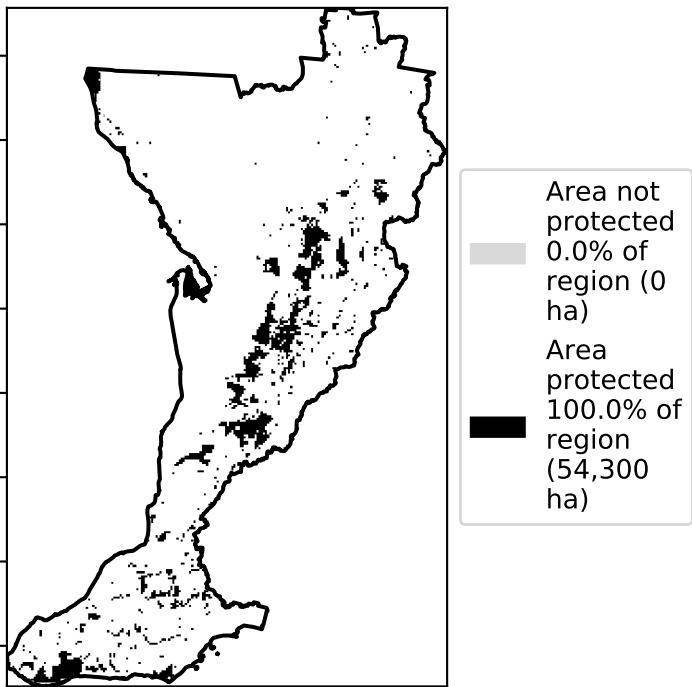 Area not
protected
0.0% of
region (0
ha)
Area
protected
100.0% of
region
(54,300
ha)